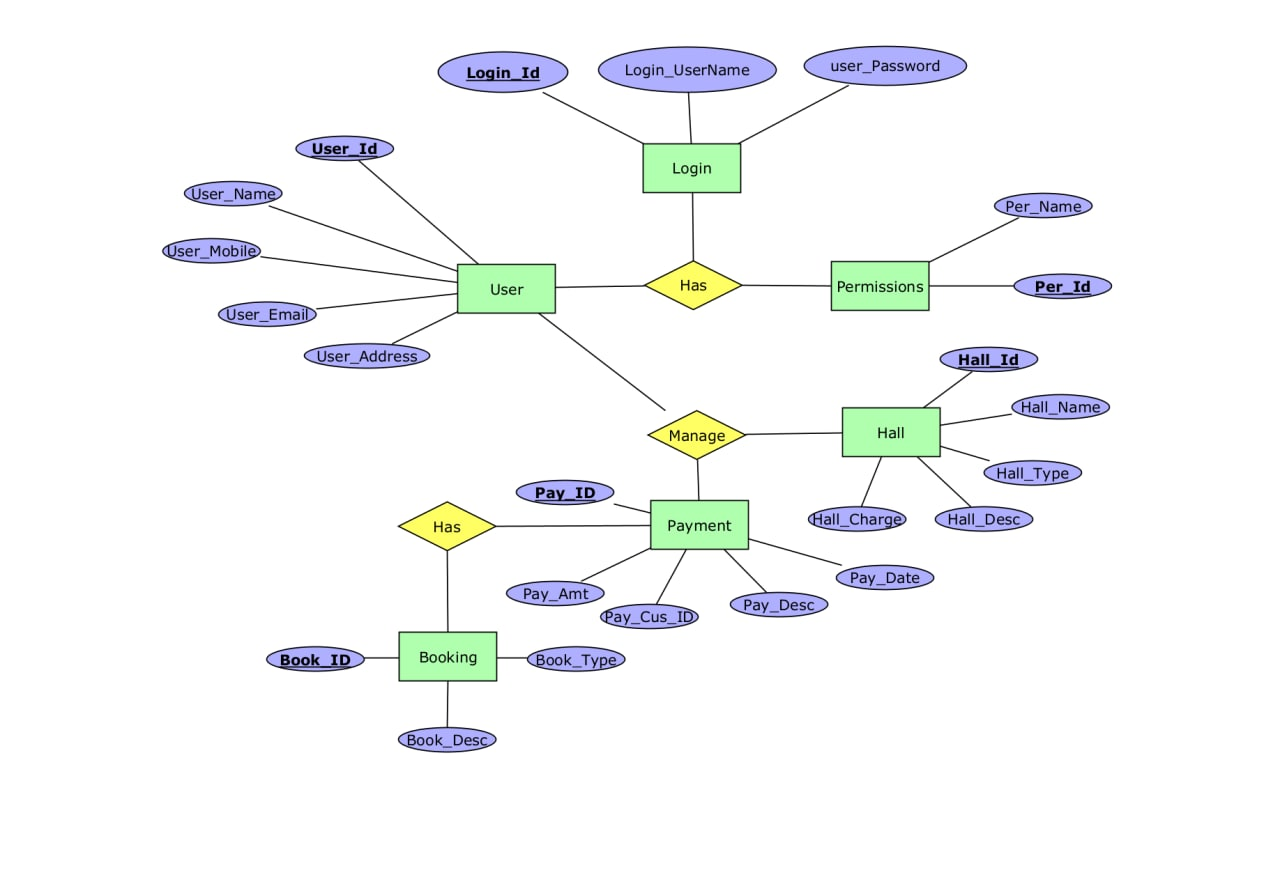 Login_Id
Login_UserName
user_Password
User_Id
Login
User_Name
Per_Name
User_Mobile
User
Has
Permissions
Per_Id
User_Email
User_Address
Hall_Id
Hall_Name
Manage
Hall
Hall_Type
Pay_ID
Hall_Charge
Hall_Desc
Has
Payment
Pay_Date
Pay_Amt
Pay_Cus_ID
Pay_Desc
Book_ID
Booking
Book_Type
Book_Desc